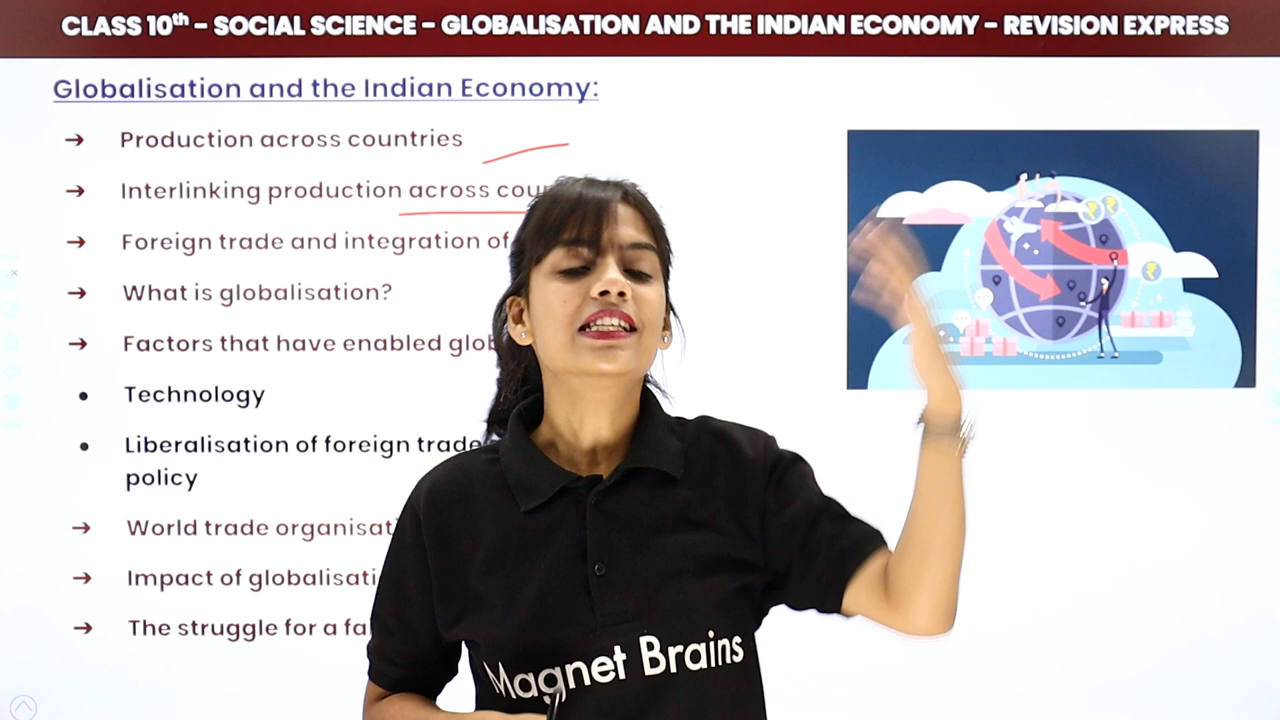 CLASS 10th – SOCIAL SCIENCE – GLOBALISATION AND THE INDIAN ECONOMY – REVISION EXPRESS
Globalisation and the Indian Economy:
→ Production across countries
→ Interlinking production across
→ Foreign trade and integration of
→ What is globalisation?
→ Factors that have enabled
• Technology
• Liberalisation of foreign trade
policy
→ World trade
→ Impact of
→ The struggle for a
Magnet Brains